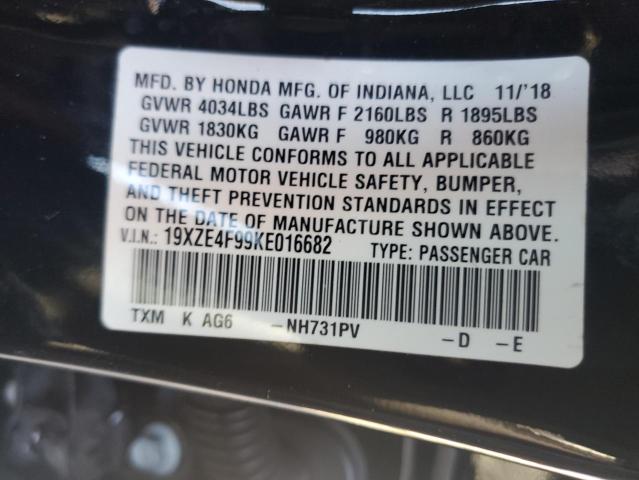 MFD. BY HONDA MFG. OF INDIANA, LLC 11/'18
GVWR 4034LBS GAWR F 2160LBS R 1895LBS
GVWR 1830KG GAWR F 980KG R 860KG
THIS VEHICLE CONFORMS TO ALL APPLICABLE
FEDERAL MOTOR VEHICLE SAFETY, BUMPER,
AND THEFT PREVENTION STANDARDS IN EFFECT
ON THE DATE OF MANUFACTURE SHOWN ABOVE.
V.I.N.: 19XZE4F99KE016682 TYPE: PASSENGER CAR
TXM K AG6 -NH731PV -D -E